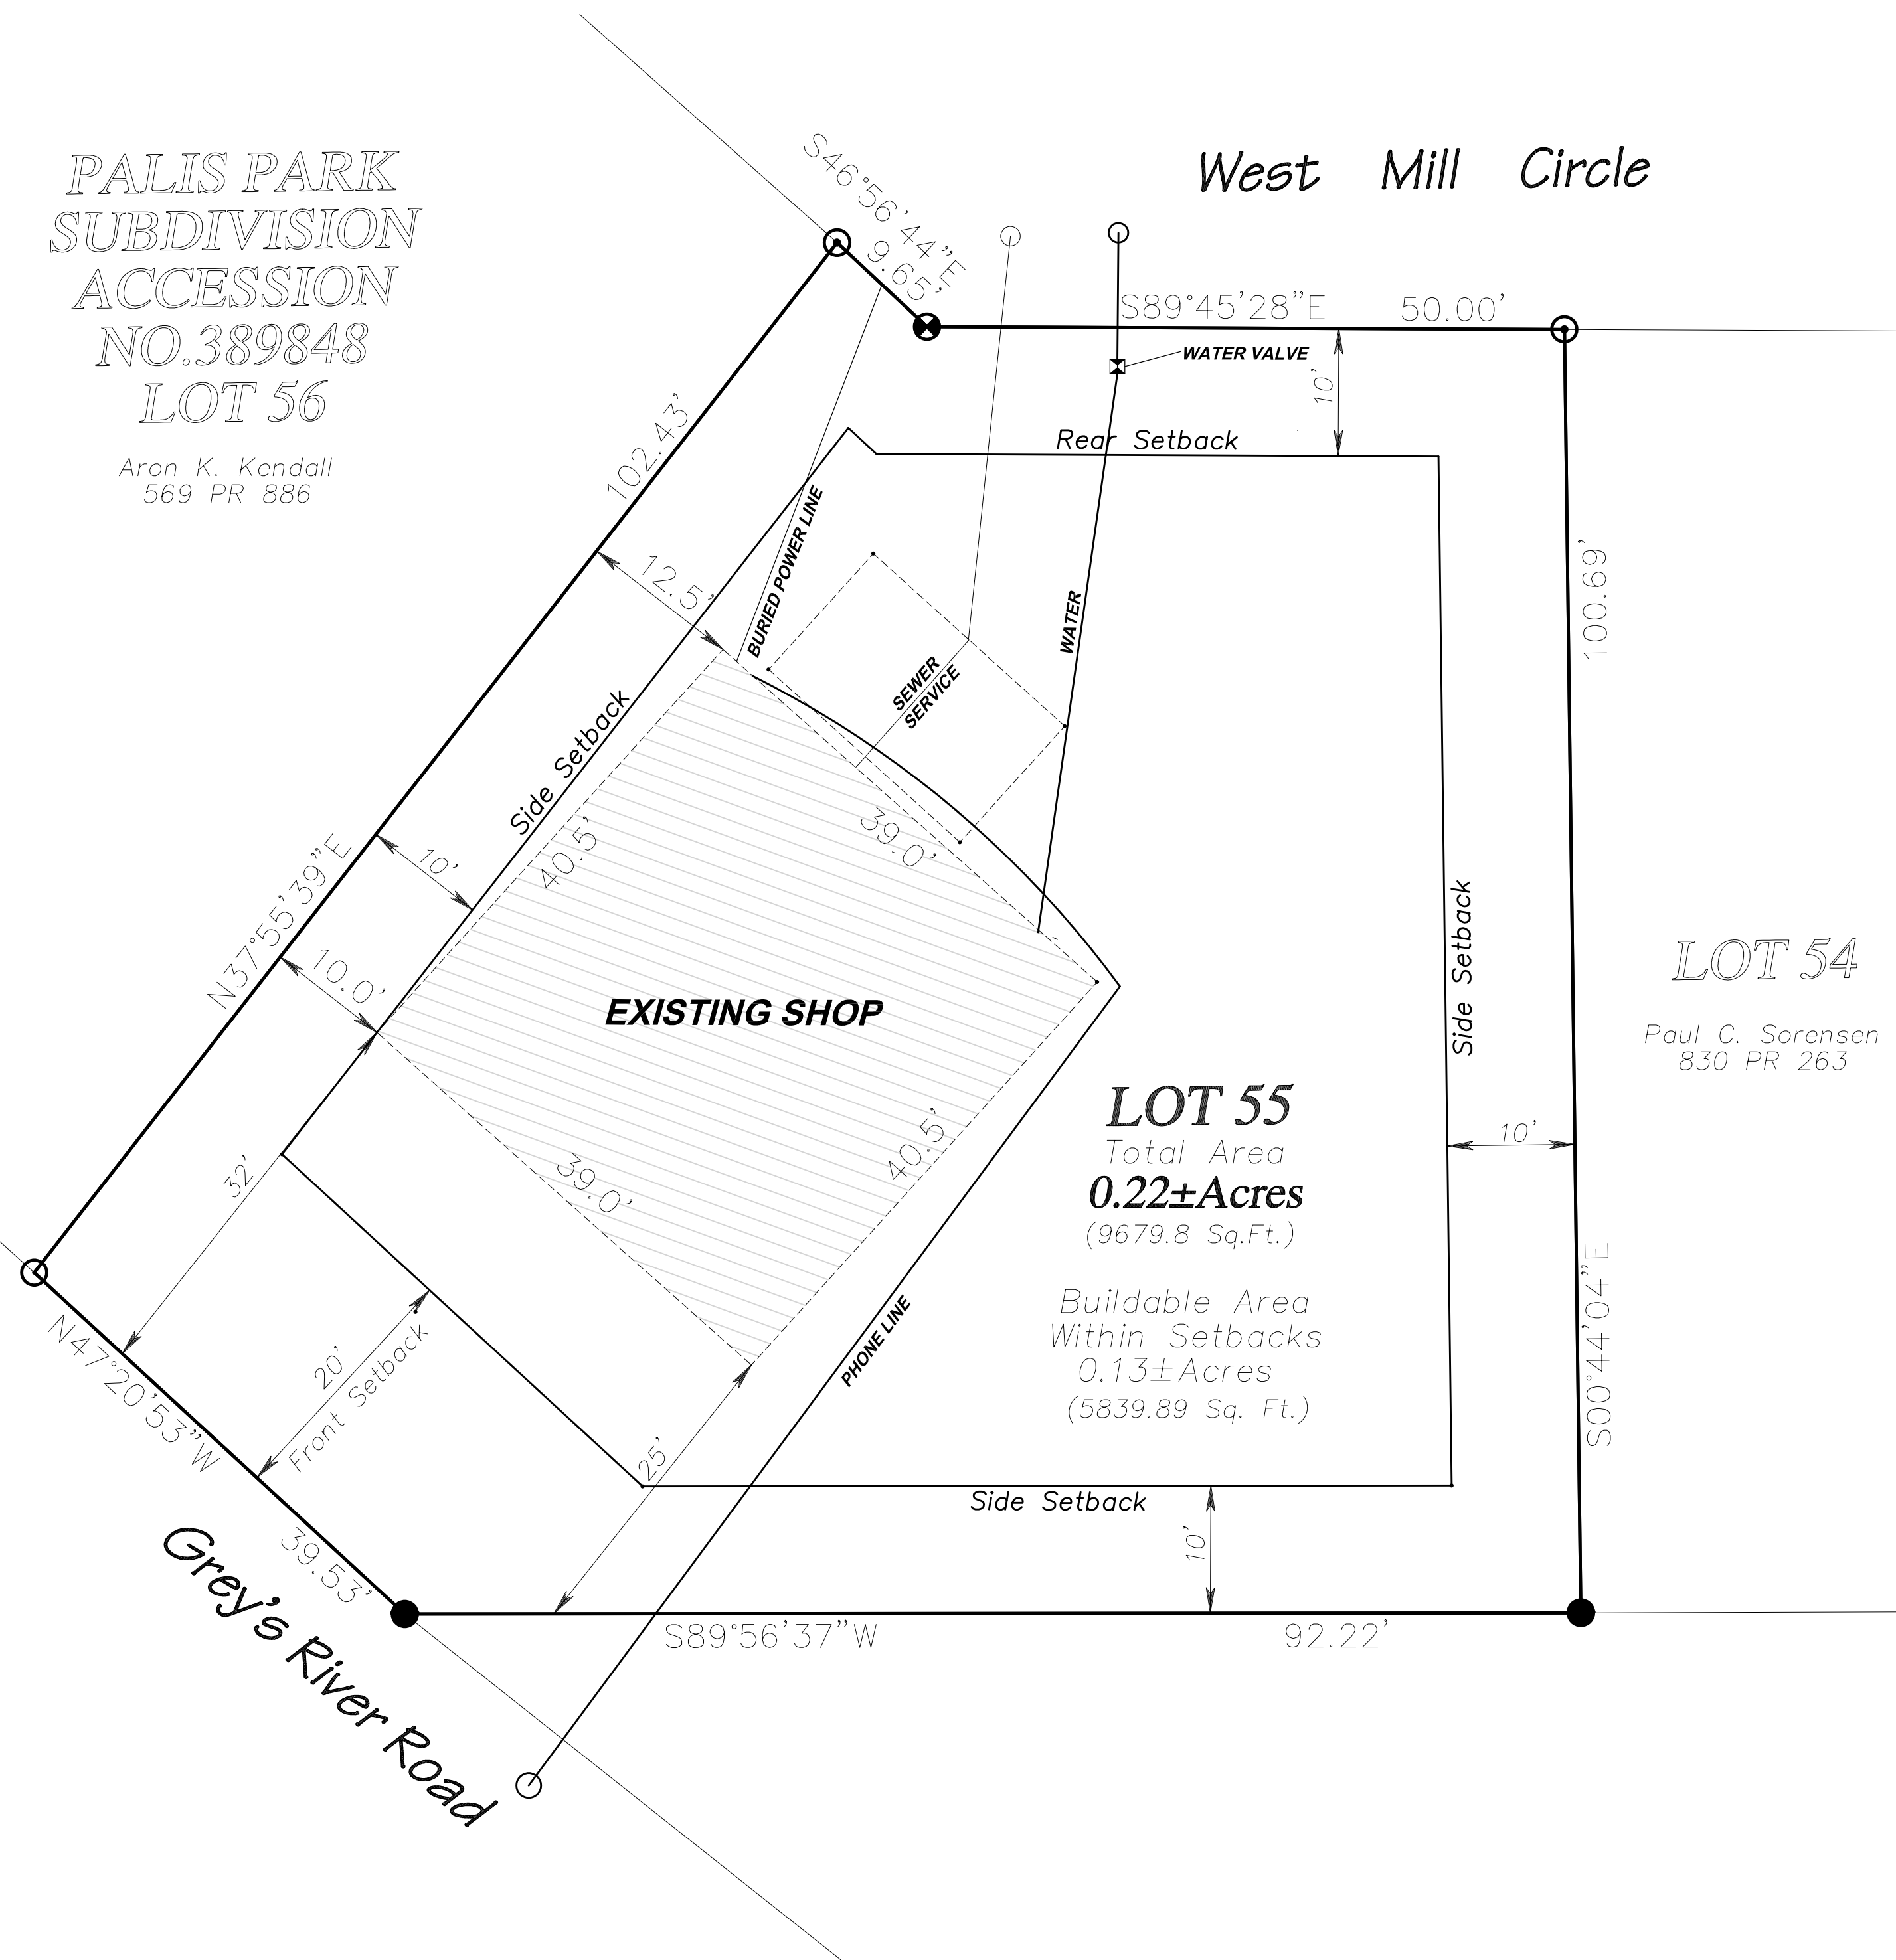 PALIS PARK
SUBDIVISION
ACCESSION
NO.389848
LOT 56
Aron K. Kendall
569 PR 886
West Mill Circle
S46°56'44"E
9.65'
S89°45'28"E 50.00'
WATER VALVE
10'
Rear Setback
102.43'
12.5'
BURIED POWER LINE
SEWER
SERVICE
WATER
100.69'
Side Setback
40.5'
39.0'
10'
N37°55'39"E
10.0'
EXISTING SHOP
Side Setback
LOT 54
Paul C. Sorensen
830 PR 263
LOT 55
Total Area
0.22±Acres
(9679.8 Sq.Ft.)
10'
40.5'
39.0'
32'
Buildable Area
Within Setbacks
0.13±Acres
(5839.89 Sq. Ft.)
S00°44'04"E
PHONE LINE
20'
Front Setback
N47°20'53"W
25'
Side Setback
10'
39.53'
S89°56'37"W 92.22'
Grey's River Road